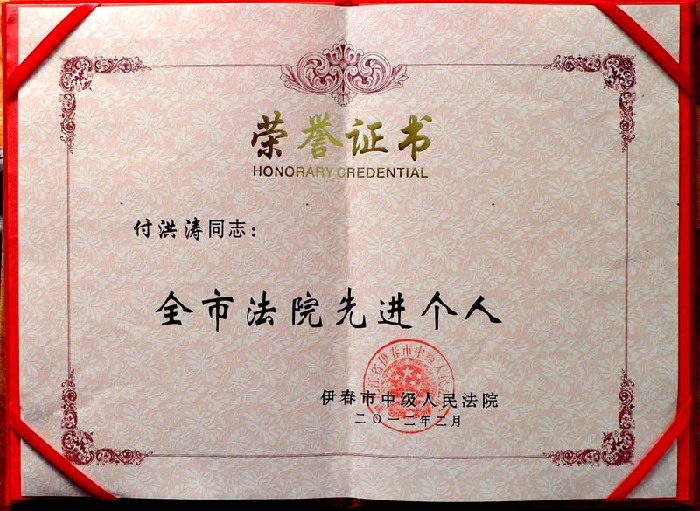 荣誉证书
HONORARY CREDENTIAL
付洪涛同志：
全市法院先进个人
伊春市中级人民法院
二〇一二年二月